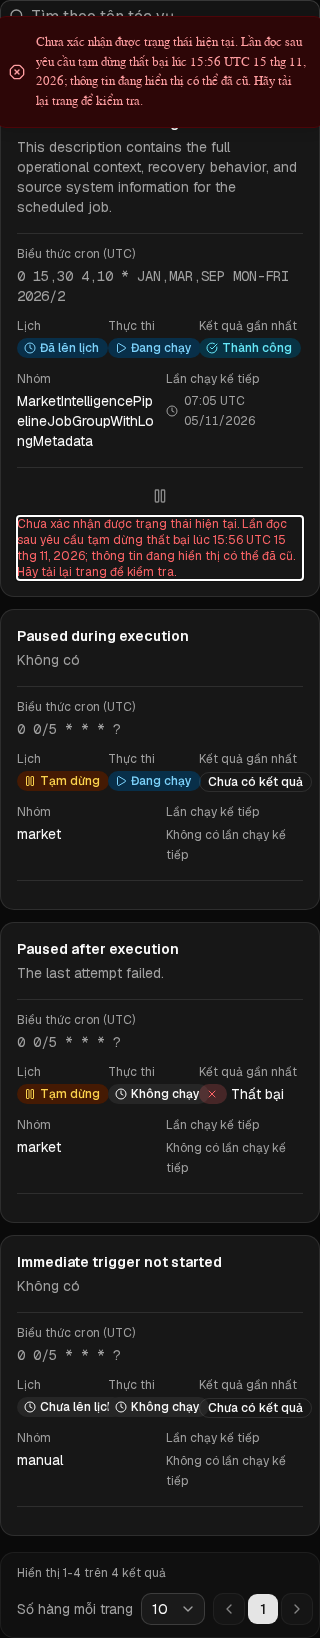 Tìm theo tên tác vụ
Chưa xác nhận được trạng thái hiện tại. Lần đọc sau
yêu cầu tạm dừng thất bại lúc 15:56 UTC 15 thg 11,
2026; thông tin đang hiển thị có thể đã cũ. Hãy tải
lại trang để kiểm tra.
This description contains the full
operational context, recovery behavior, and
source system information for the
scheduled job.
Biểu thức cron (UTC)
0 15,30 4,10 * JAN,MAR,SEP MON-FRI
2026/2
Lịch Thực thi Kết quả gần nhất
Đã lên lịch Đang chạy Thành công
Nhóm Lần chạy kế tiếp
MarketIntelligencePip
elineJobGroupWithLo
ngMetadata
07:05 UTC
05/11/2026
Chưa xác nhận được trạng thái hiện tại. Lần đọc
sau yêu cầu tạm dừng thất bại lúc 15:56 UTC 15
thg 11, 2026; thông tin đang hiển thị có thể đã cũ.
Hãy tải lại trang để kiểm tra.
Paused during execution
Không có
Biểu thức cron (UTC)
0 0/5 * * * ?
Lịch Thực thi Kết quả gần nhất
Tạm dừng Đang chạy Chưa có kết quả
Nhóm Lần chạy kế tiếp
market Không có lần chạy kế
tiếp
Paused after execution
The last attempt failed.
Biểu thức cron (UTC)
0 0/5 * * * ?
Lịch Thực thi Kết quả gần nhất
Tạm dừng Không chạy Thất bại
Nhóm Lần chạy kế tiếp
market Không có lần chạy kế
tiếp
Immediate trigger not started
Không có
Biểu thức cron (UTC)
0 0/5 * * * ?
Lịch Thực thi Kết quả gần nhất
Chưa lên lịch Không chạy Chưa có kết quả
Nhóm Lần chạy kế tiếp
manual Không có lần chạy kế
tiếp
Hiển thị 1-4 trên 4 kết quả
Số hàng mỗi trang 10 1